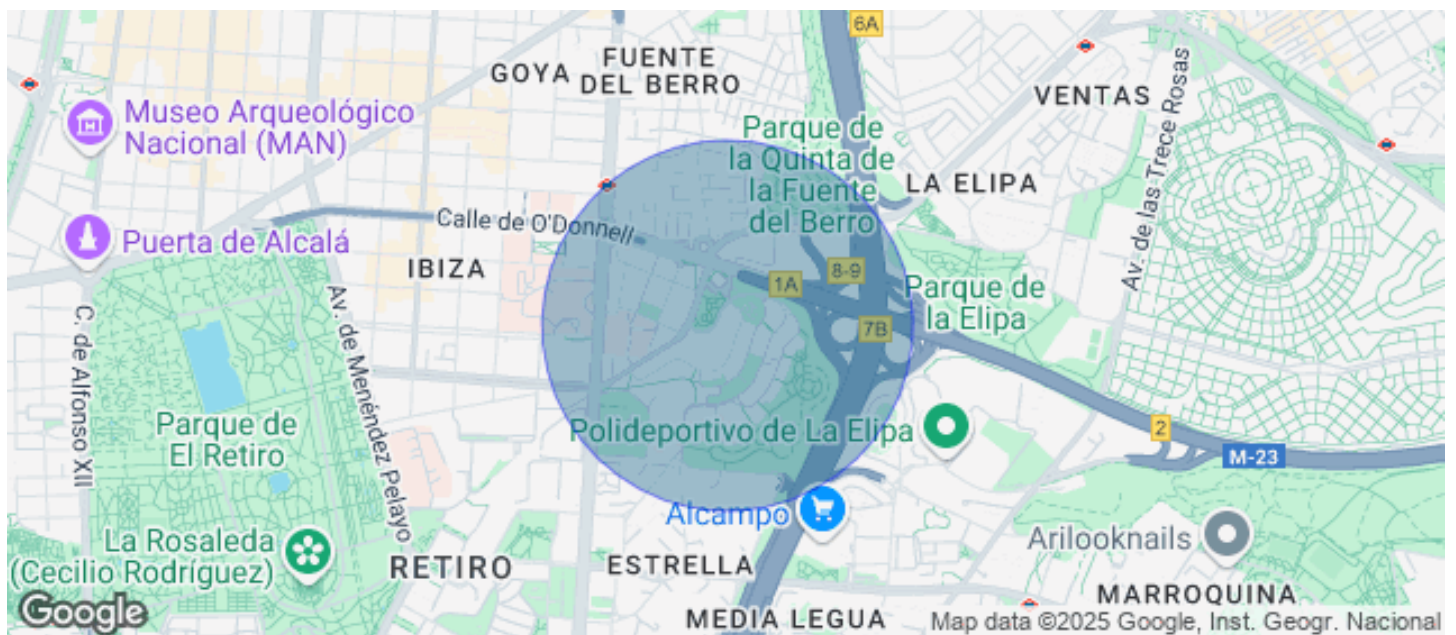 6A
FUENTE
DEL BERRO
GOYA
VENTAS
Museo Arqueológico
Nacional (MAN)
Parque de
la Quinta de
la Fuente
del Berro
LA ELIPA
Av. de las Trece Rosas
Calle de O'Donnell
Puerta de Alcalá
IBIZA
8-9
1A
7B
Parque de
la Elipa
C. de Alfonso XII
Av. de Menéndez Pelayo
Parque de
El Retiro
Polideportivo de La Elipa
2
M-23
Alcampo
Arilooknails
La Rosaleda
(Cecilio Rodríguez)
RETIRO
ESTRELLA
MARROQUINA
MEDIA LEGUA
Google
Map data ©2025 Google, Inst. Geogr. Nacional